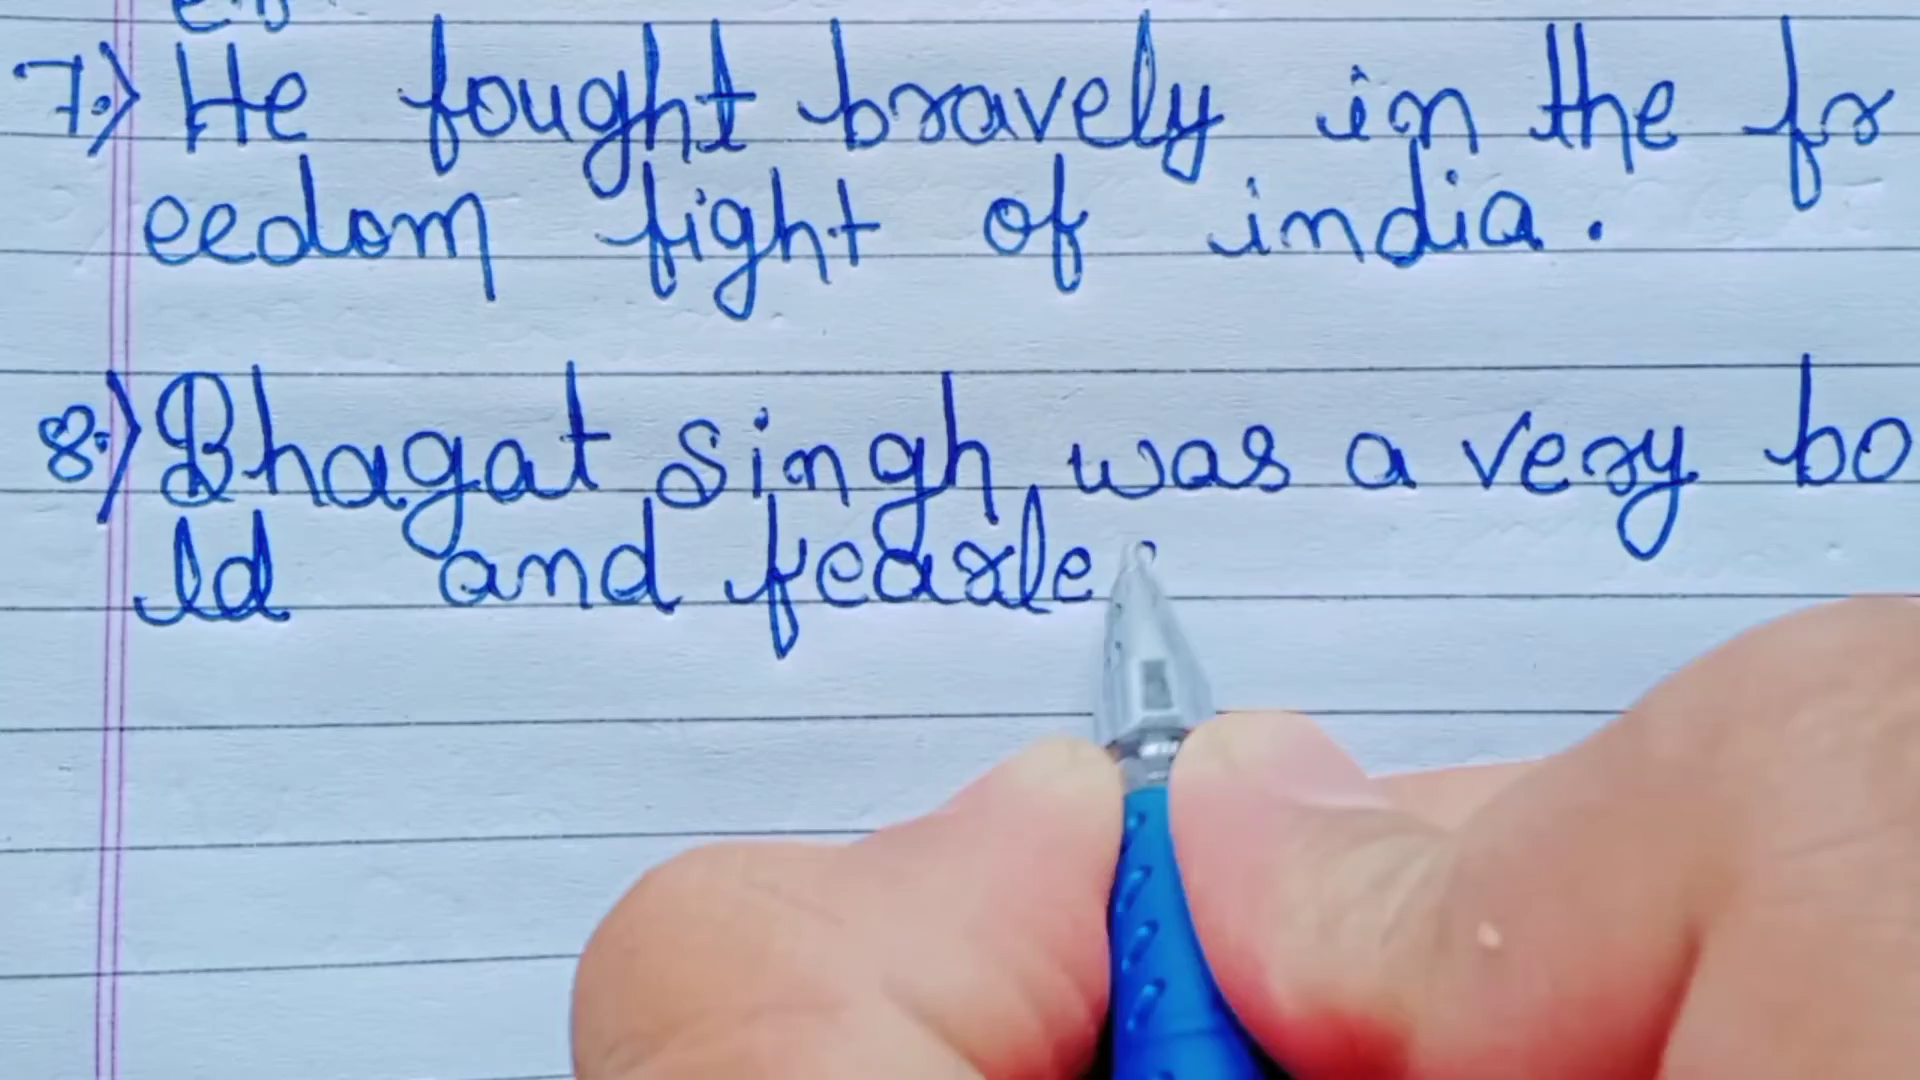 7.) He fought bravely in the fr
eedom fight of india.
8.) Bhagat singh was a very bo
ld and fearle